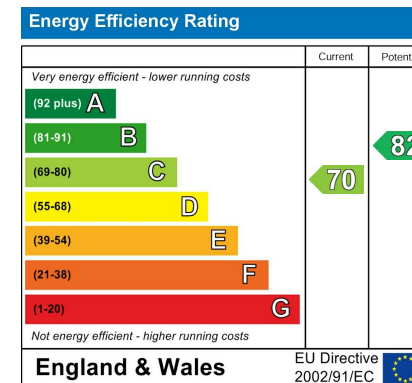 Energy Efficiency Rating
Current Potent
Very energy efficient - lower running costs
(92 plus) A
(81-91) B
82
(69-80) C
70
(55-68) D
(39-54) E
(21-38) F
(1-20) G
Not energy efficient - higher running costs
England & Wales
EU Directive
2002/91/EC